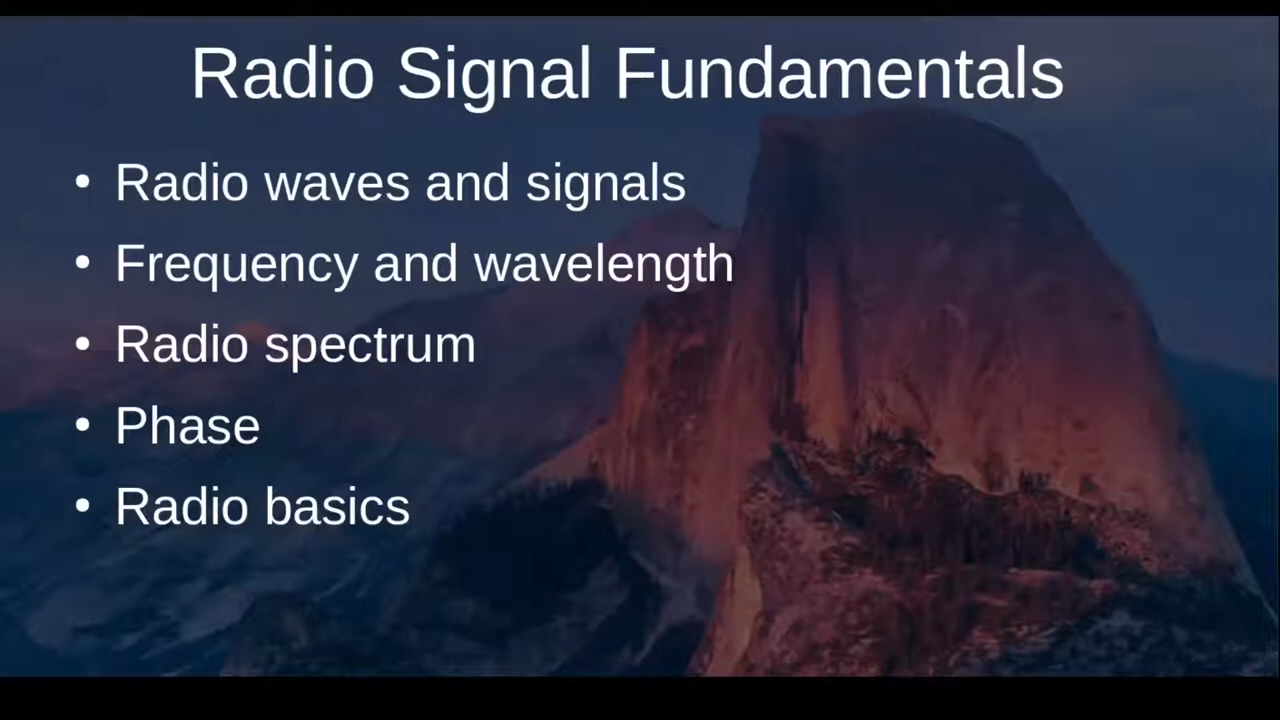 Radio Signal Fundamentals
• Radio waves and signals
• Frequency and wavelength
• Radio spectrum
• Phase
• Radio basics